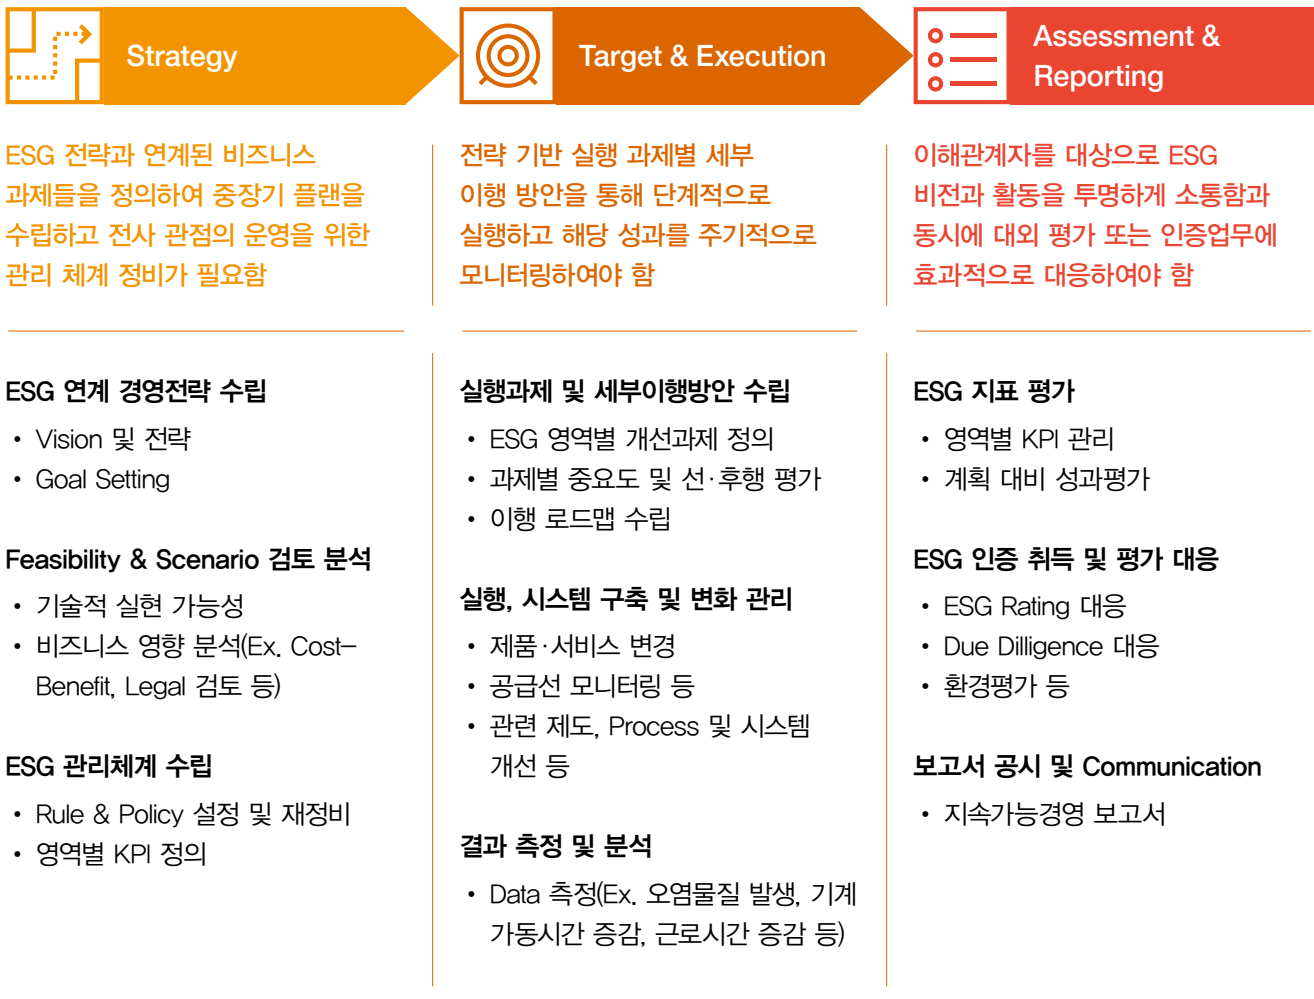 Strategy
ESG 전략과 연계된 비즈니스
과제들을 정의하여 중장기 플랜을
수립하고 전사 관점의 운영을 위한
관리 체계 정비가 필요함
ESG 연계 경영전략 수립
• Vision 및 전략
• Goal Setting
Feasibility & Scenario 검토 분석
• 기술적 실현 가능성
• 비즈니스 영향 분석(Ex. Cost–
Benefit, Legal 검토 등)
ESG 관리체계 수립
• Rule & Policy 설정 및 재정비
• 영역별 KPI 정의
Target & Execution
전략 기반 실행 과제별 세부
이행 방안을 통해 단계적으로
실행하고 해당 성과를 주기적으로
모니터링하여야 함
실행과제 및 세부이행방안 수립
• ESG 영역별 개선과제 정의
• 과제별 중요도 및 선·후행 평가
• 이행 로드맵 수립
실행, 시스템 구축 및 변화 관리
• 제품·서비스 변경
• 공급선 모니터링 등
• 관련 제도, Process 및 시스템
개선 등
결과 측정 및 분석
• Data 측정(Ex. 오염물질 발생, 기계
가동시간 증감, 근로시간 증감 등)
Assessment &
Reporting
이해관계자를 대상으로 ESG
비전과 활동을 투명하게 소통함과
동시에 대외 평가 또는 인증업무에
효과적으로 대응하여야 함
ESG 지표 평가
• 영역별 KPI 관리
• 계획 대비 성과평가
ESG 인증 취득 및 평가 대응
• ESG Rating 대응
• Due Dilligence 대응
• 환경평가 등
보고서 공시 및 Communication
• 지속가능경영 보고서